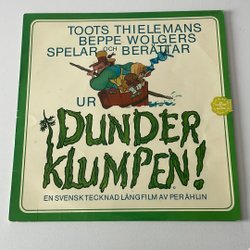 TOOTS THIELEMANS
BEPPE WOLGERS
SPELAR OCH BERÄTTAR
UR
DUNDER
KLUMPEN!
EN SVENSK TECKNAD LÅNGFILM AV PER ÅHLIN